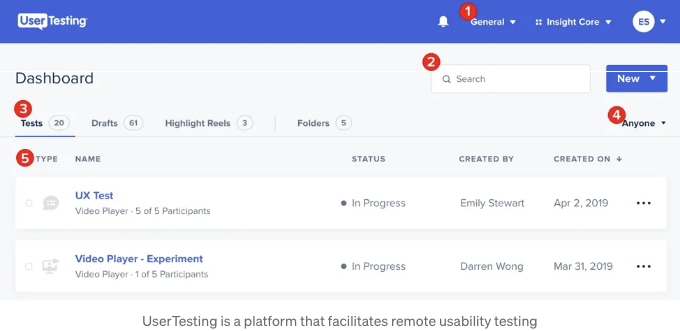 UserTesting
1
General
Insight Core
ES
Dashboard
2
Search
New
3
Tests 20
Drafts 61
Highlight Reels 3
Folders 5
4
Anyone
5
TYPE NAME STATUS CREATED BY CREATED ON ↓
UX Test
Video Player · 5 of 5 Participants
In Progress
Emily Stewart
Apr 2, 2019
Video Player - Experiment
Video Player · 1 of 5 Participants
In Progress
Darren Wong
Mar 31, 2019
UserTesting is a platform that facilitates remote usability testing